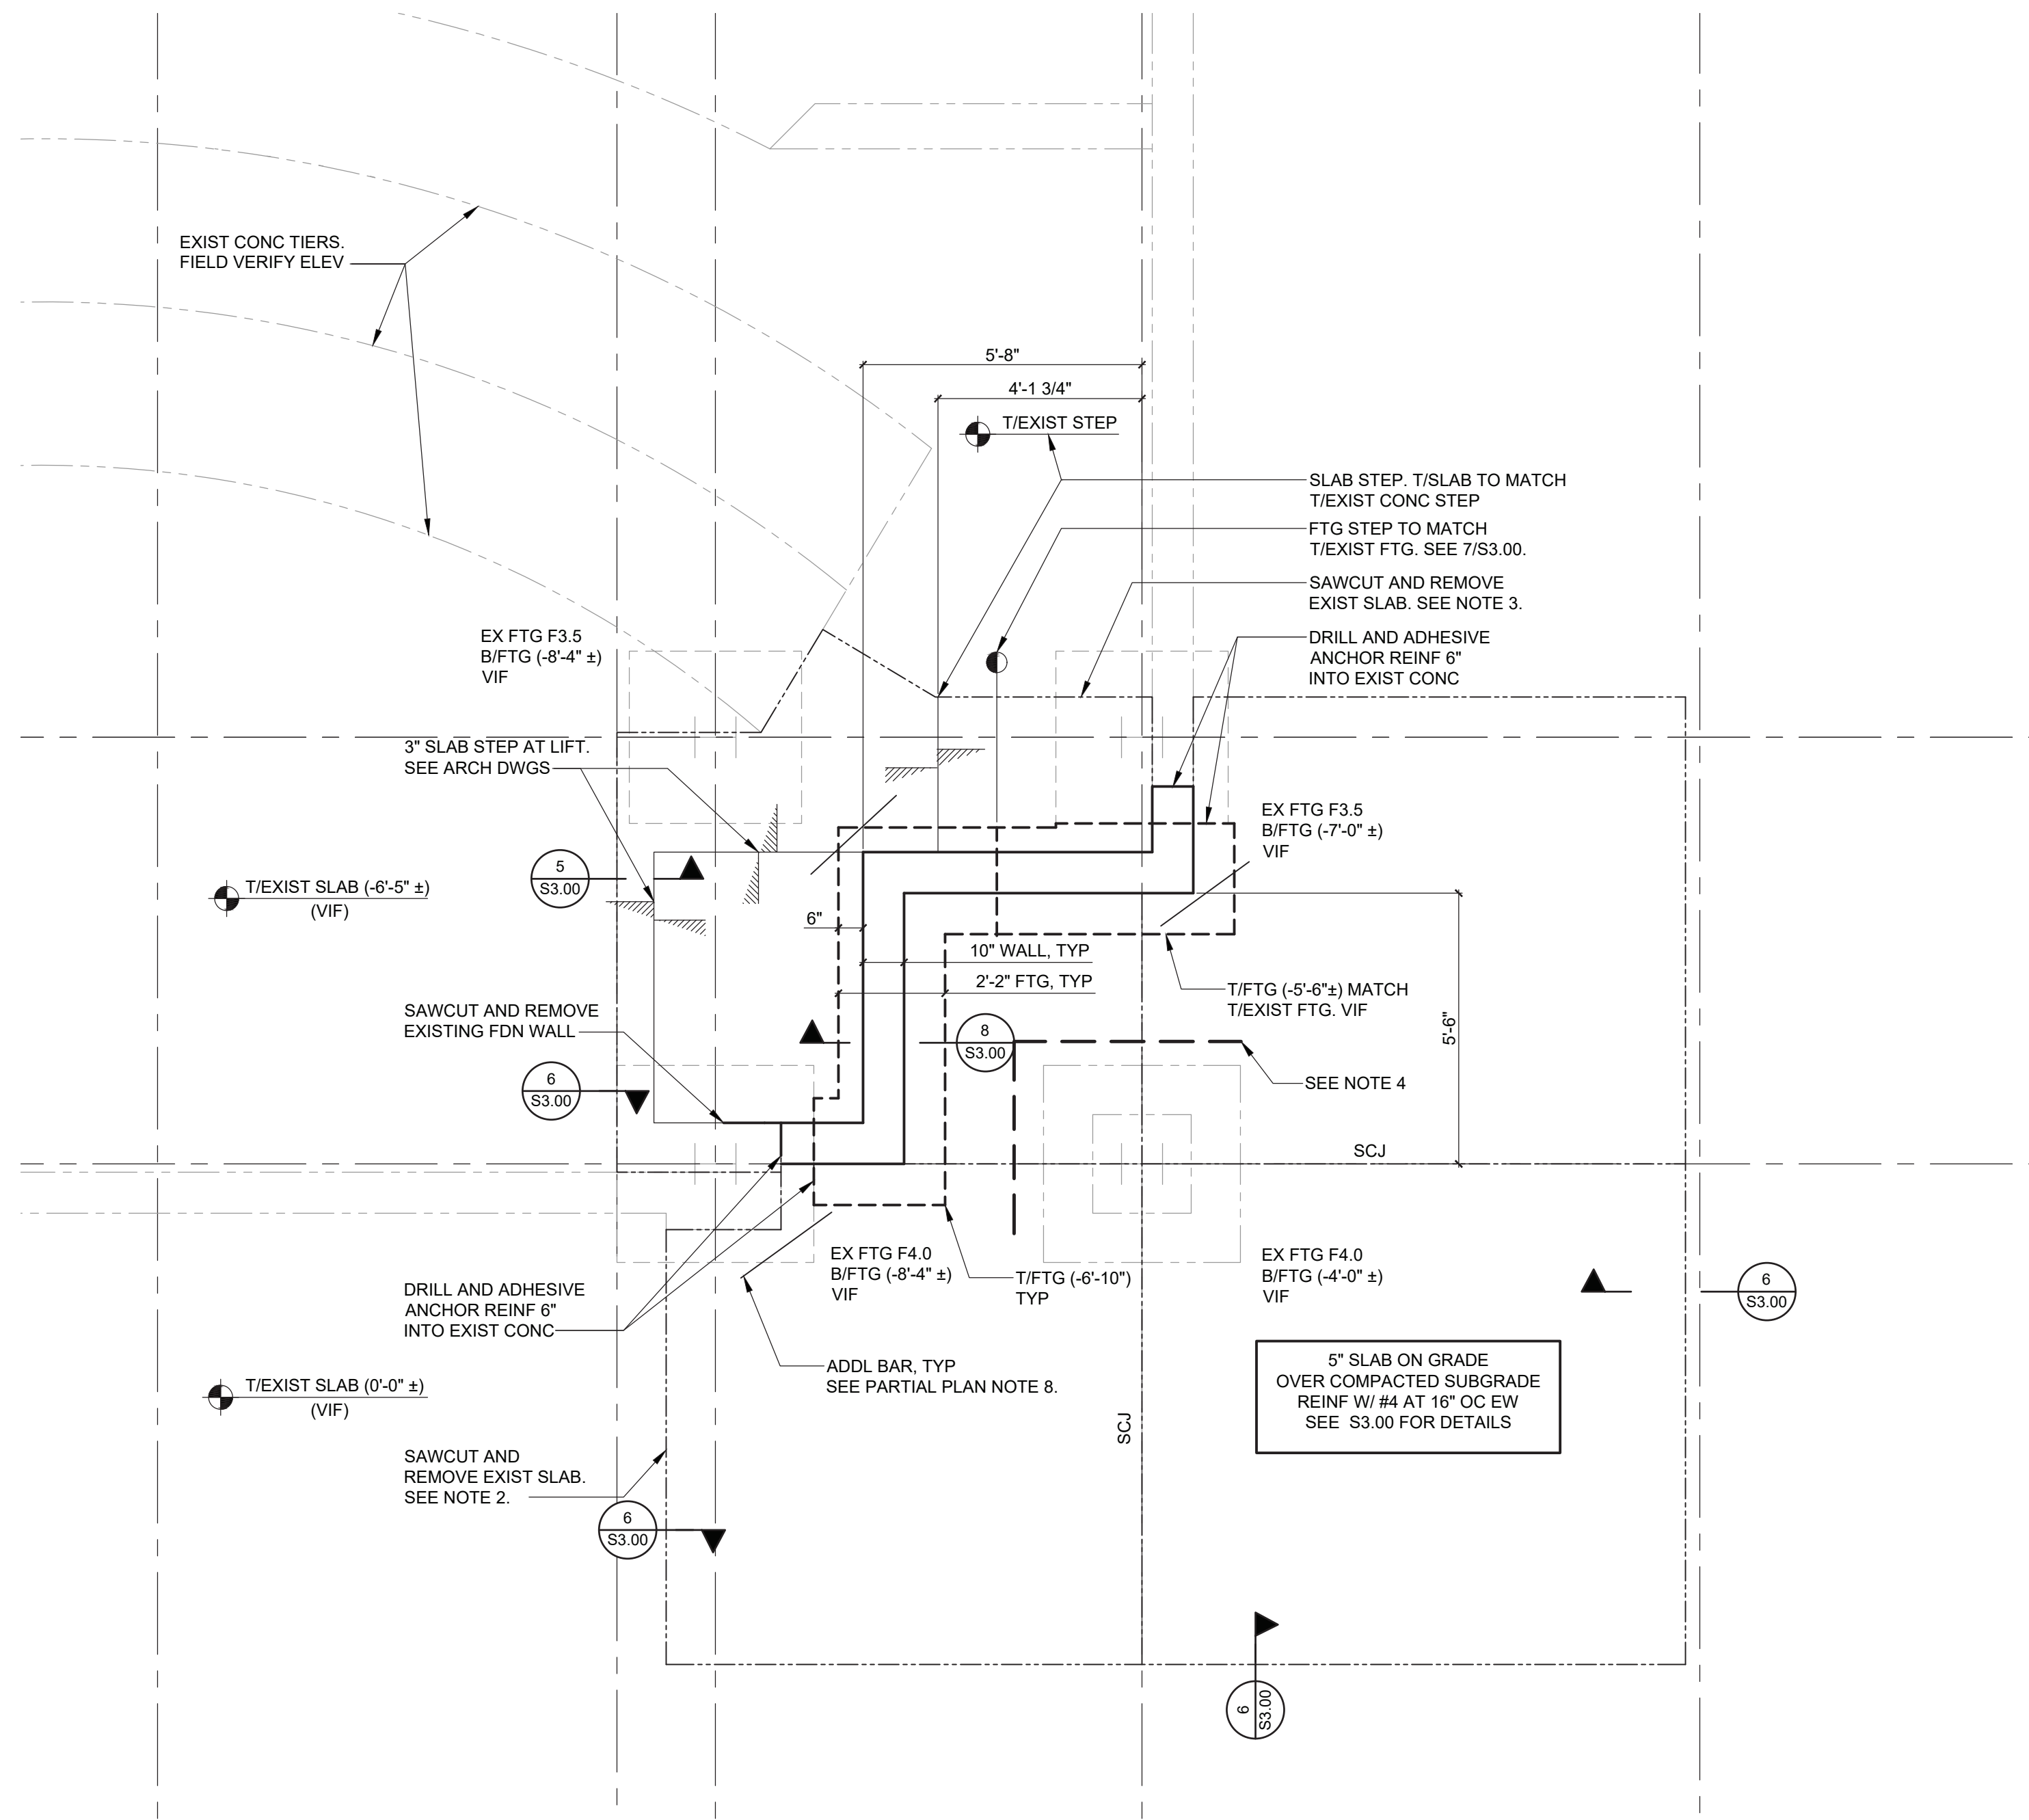 EXIST CONC TIERS.
FIELD VERIFY ELEV
5'-8"
4'-1 3/4"
T/EXIST STEP
SLAB STEP. T/SLAB TO MATCH
T/EXIST CONC STEP
FTG STEP TO MATCH
T/EXIST FTG. SEE 7/S3.00.
SAWCUT AND REMOVE
EXIST SLAB. SEE NOTE 3.
DRILL AND ADHESIVE
ANCHOR REINF 6"
INTO EXIST CONC
EX FTG F3.5
B/FTG (-8'-4" ±)
VIF
3" SLAB STEP AT LIFT.
SEE ARCH DWGS
EX FTG F3.5
B/FTG (-7'-0" ±)
VIF
5
S3.00
T/EXIST SLAB (-6'-5" ±)
(VIF)
6"
10" WALL, TYP
2'-2" FTG, TYP
T/FTG (-5'-6"±) MATCH
T/EXIST FTG. VIF
SAWCUT AND REMOVE
EXISTING FDN WALL
8
S3.00
5'-6"
6
S3.00
SEE NOTE 4
SCJ
EX FTG F4.0
B/FTG (-8'-4" ±)
VIF
T/FTG (-6'-10")
TYP
EX FTG F4.0
B/FTG (-4'-0" ±)
VIF
6
S3.00
DRILL AND ADHESIVE
ANCHOR REINF 6"
INTO EXIST CONC
ADDL BAR, TYP
SEE PARTIAL PLAN NOTE 8.
5" SLAB ON GRADE
OVER COMPACTED SUBGRADE
REINF W/ #4 AT 16" OC EW
SEE S3.00 FOR DETAILS
T/EXIST SLAB (0'-0" ±)
(VIF)
SCJ
SAWCUT AND
REMOVE EXIST SLAB.
SEE NOTE 2.
6
S3.00
6
S3.00